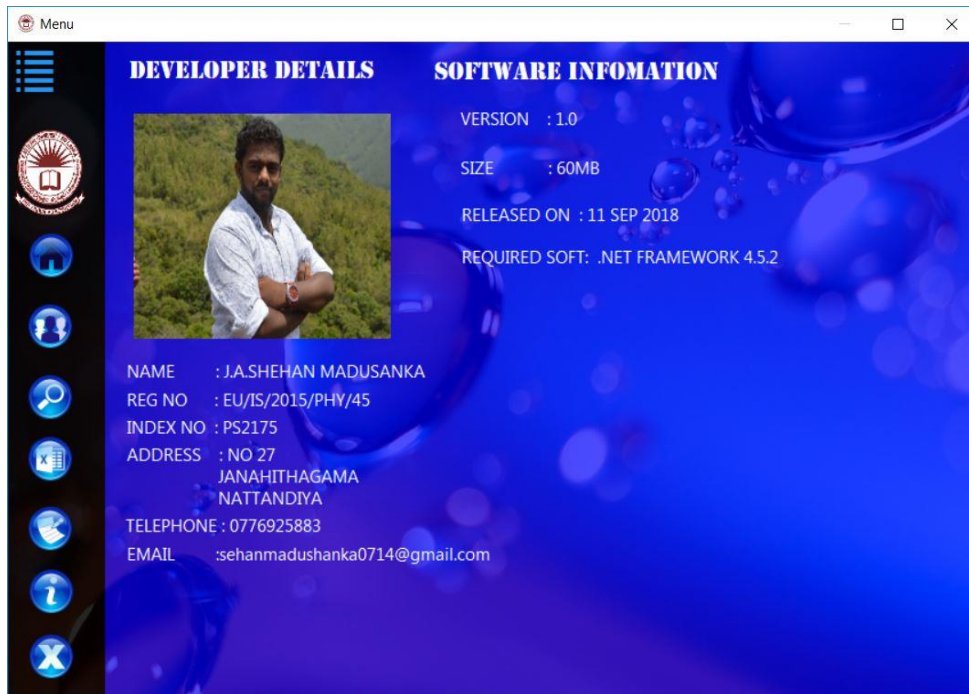 Menu
DEVELOPER DETAILS
SOFTWARE INFOMATION
VERSION : 1.0
SIZE : 60MB
RELEASED ON : 11 SEP 2018
REQUIRED SOFT: .NET FRAMEWORK 4.5.2
NAME : J.A.SHEHAN MADUSANKA
REG NO : EU/IS/2015/PHY/45
INDEX NO : PS2175
ADDRESS : NO 27
JANAHITHAGAMA
NATTANDIYA
TELEPHONE : 0776925883
EMAIL :sehanmadushanka0714@gmail.com